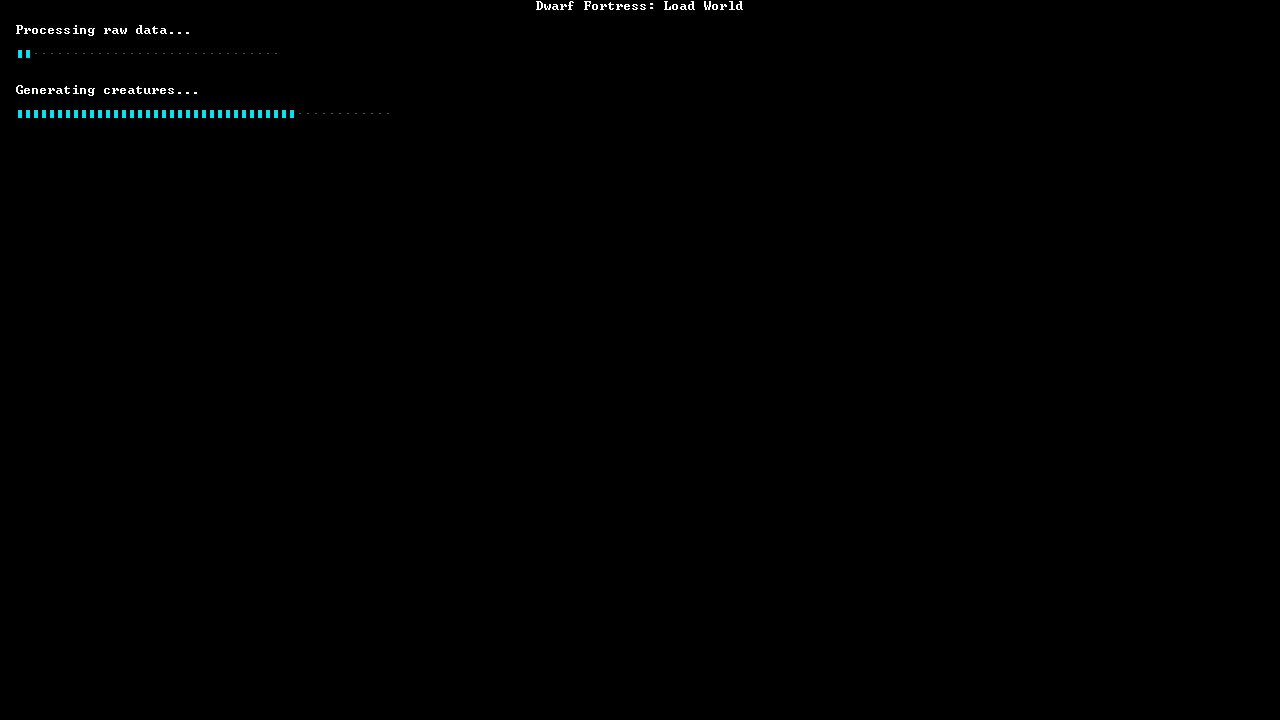 Dwarf Fortress: Load World
Processing raw data...
Generating creatures...